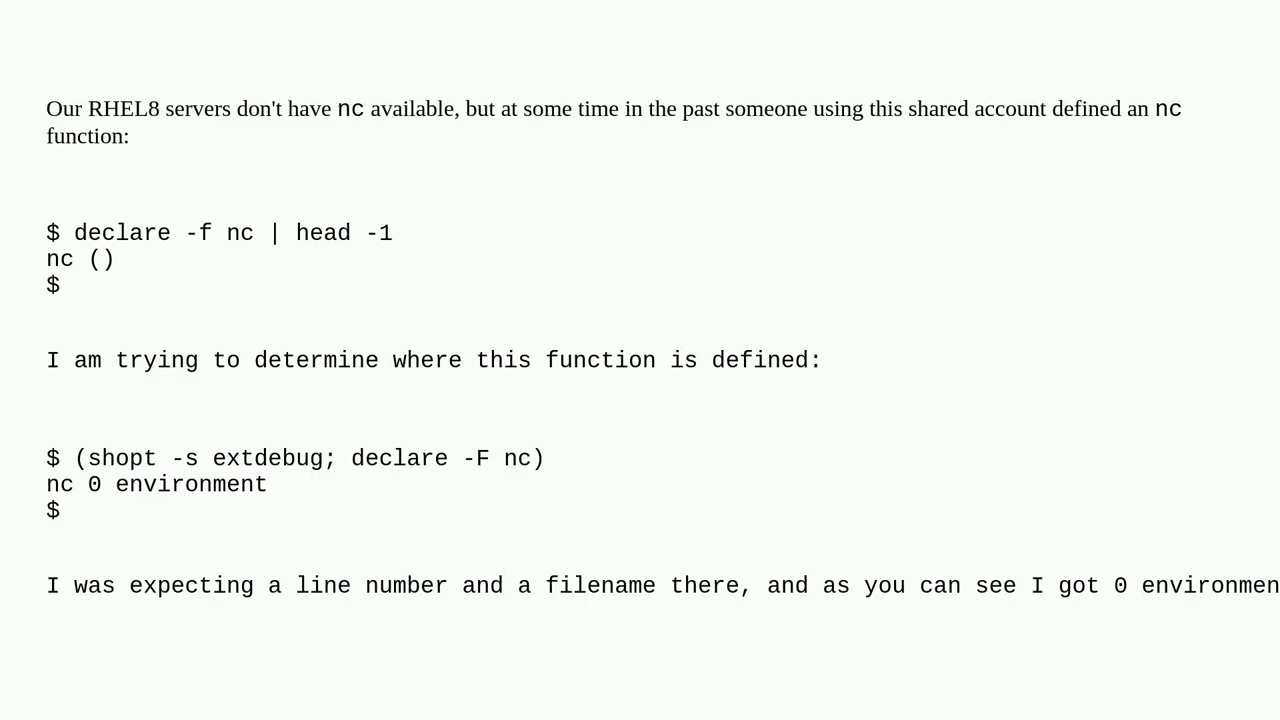 Our RHEL8 servers don't have nc available, but at some time in the past someone using this shared account defined an nc
function:
$ declare -f nc | head -1
nc ()
$
I am trying to determine where this function is defined:
$ (shopt -s extdebug; declare -F nc)
nc 0 environment
$
I was expecting a line number and a filename there, and as you can see I got 0 environmen